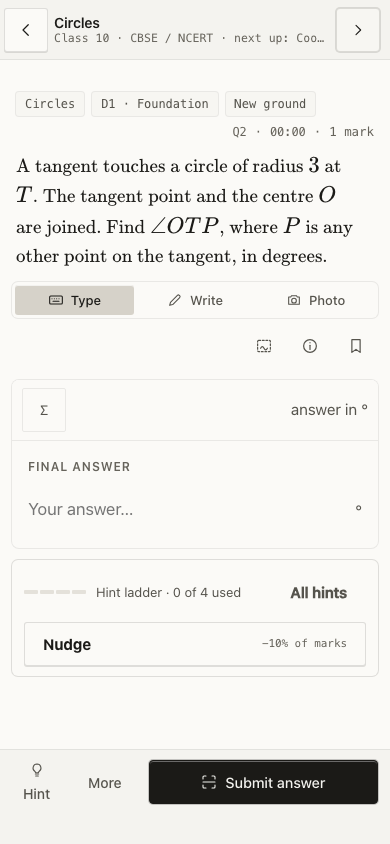 Circles
Class 10 · CBSE / NCERT · next up: Coo…
Circles
D1 · Foundation
New ground
Q2 · 00:00 · 1 mark
A tangent touches a circle of radius 3 at
T. The tangent point and the centre O
are joined. Find ∠OTP, where P is any
other point on the tangent, in degrees.
Type
Write
Photo
Σ
answer in °
FINAL ANSWER
Your answer...
°
Hint ladder · 0 of 4 used
All hints
Nudge
−10% of marks
Hint
More
Submit answer